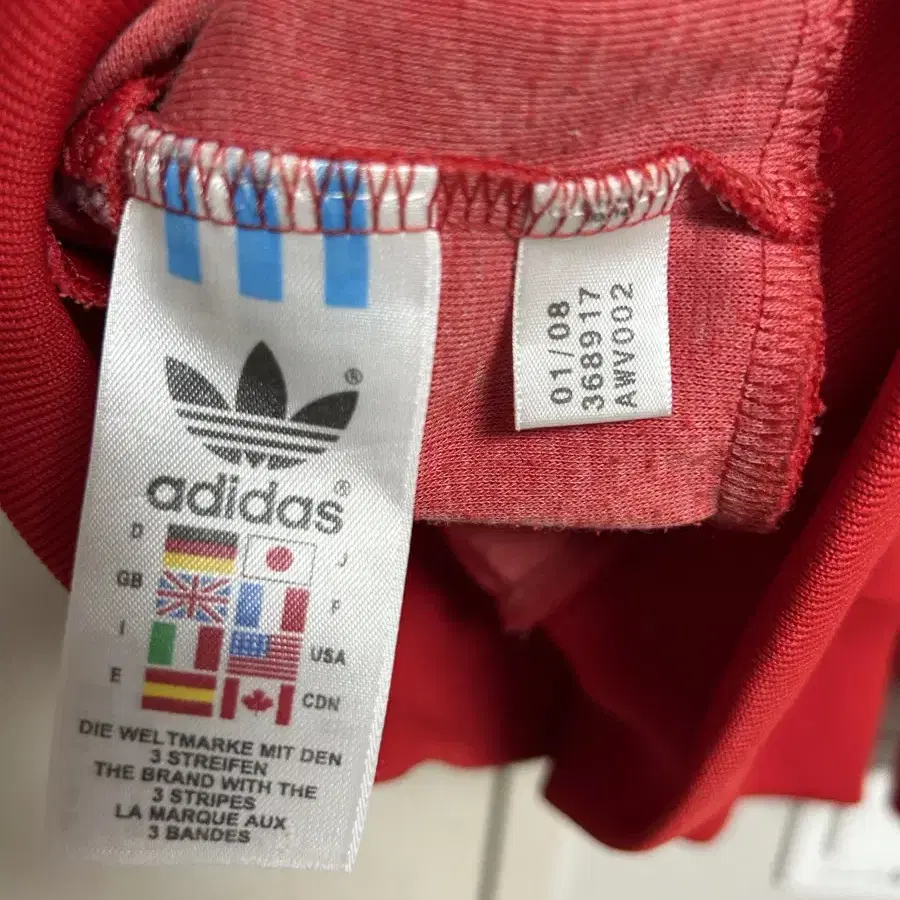 adidas®
D
J
GB
F
I
USA
E
CDN
DIE WELTMARKE MIT DEN
3 STREIFEN
THE BRAND WITH THE
3 STRIPES
LA MARQUE AUX
3 BANDES
01/08
368917
AWV002